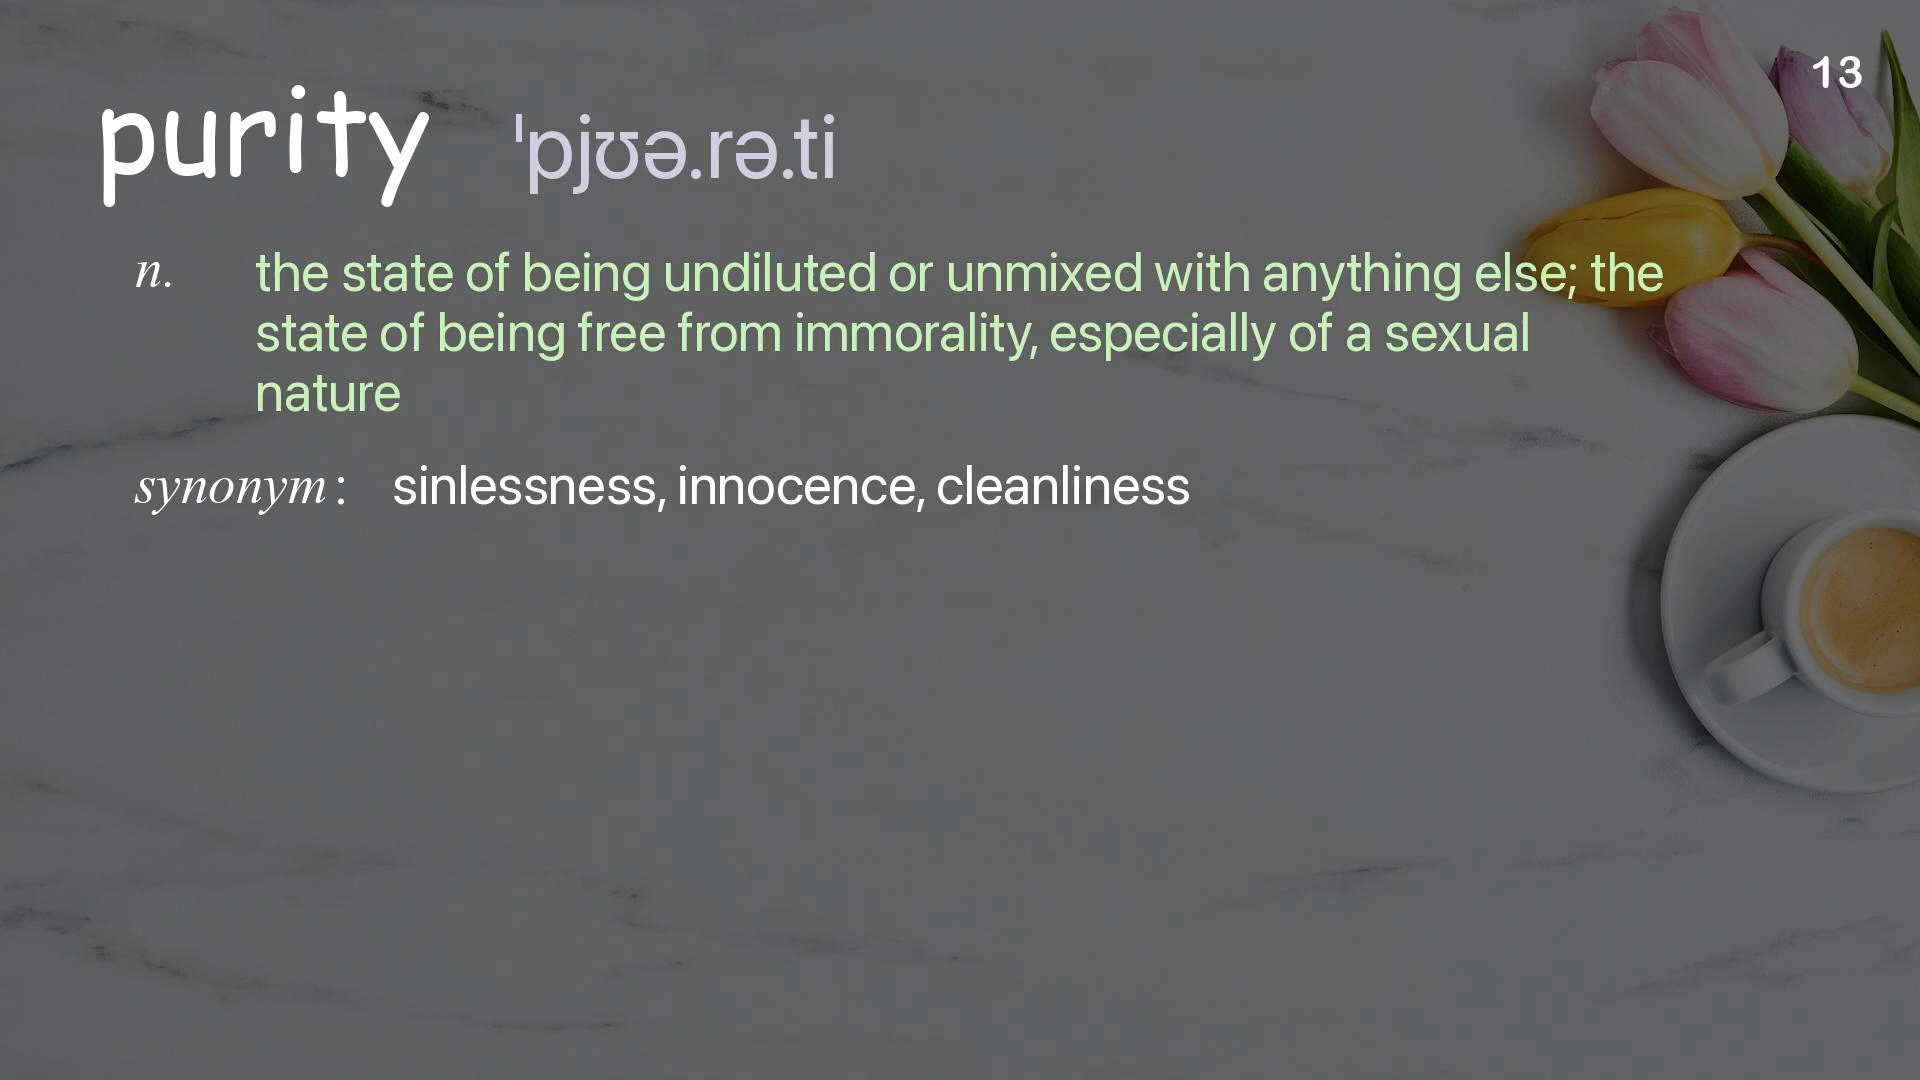 13
purity ˈpjʊə.rə.ti
n. the state of being undiluted or unmixed with anything else; the
state of being free from immorality, especially of a sexual
nature
synonym: sinlessness, innocence, cleanliness